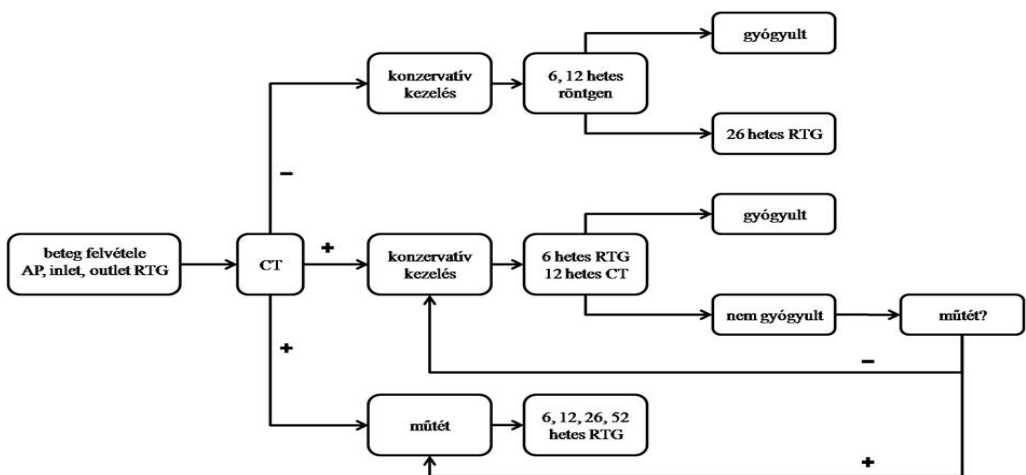 gyógyult
konzervatív
kezelés
6, 12 hetes
röntgen
26 hetes RTG
–
gyógyult
beteg felvétele
AP, inlet, outlet RTG
CT
+
konzervatív
kezelés
6 hetes RTG
12 hetes CT
nem gyógyult
műtét?
+
–
műtét
6, 12, 26, 52
hetes RTG
+